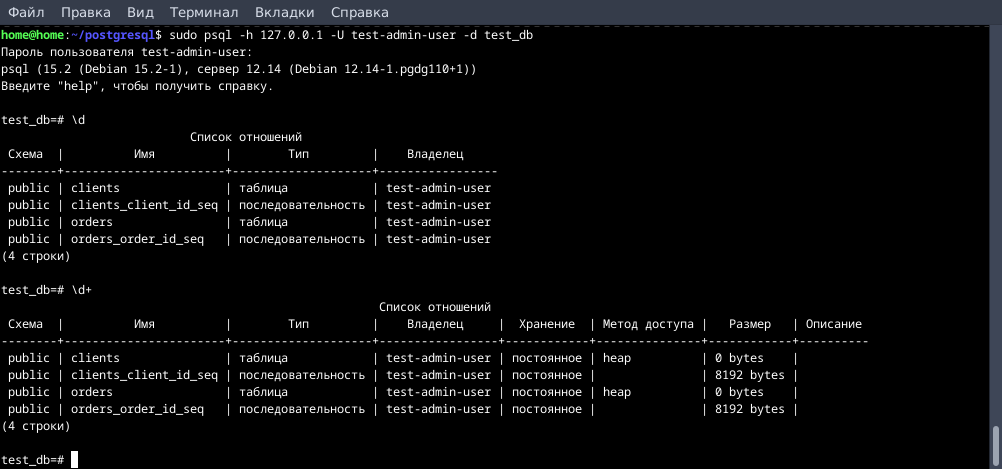 Файл Правка Вид Терминал Вкладки Справка
home@home:~/postgresql$ sudo psql -h 127.0.0.1 -U test-admin-user -d test_db
Пароль пользователя test-admin-user:
psql (15.2 (Debian 15.2-1), сервер 12.14 (Debian 12.14-1.pgdg110+1))
Введите "help", чтобы получить справку.
test_db=# \d
                           Список отношений
 Схема  |          Имя          |        Тип         |    Владелец
--------+-----------------------+--------------------+-----------------
 public | clients               | таблица            | test-admin-user
 public | clients_client_id_seq | последовательность | test-admin-user
 public | orders                | таблица            | test-admin-user
 public | orders_order_id_seq   | последовательность | test-admin-user
(4 строки)
test_db=# \d+
                                                      Список отношений
 Схема  |          Имя          |        Тип         |    Владелец     |  Хранение  | Метод доступа |   Размер   | Описание
--------+-----------------------+--------------------+-----------------+------------+---------------+------------+----------
 public | clients               | таблица            | test-admin-user | постоянное | heap          | 0 bytes    |
 public | clients_client_id_seq | последовательность | test-admin-user | постоянное |               | 8192 bytes |
 public | orders                | таблица            | test-admin-user | постоянное | heap          | 0 bytes    |
 public | orders_order_id_seq   | последовательность | test-admin-user | постоянное |               | 8192 bytes |
(4 строки)
test_db=#